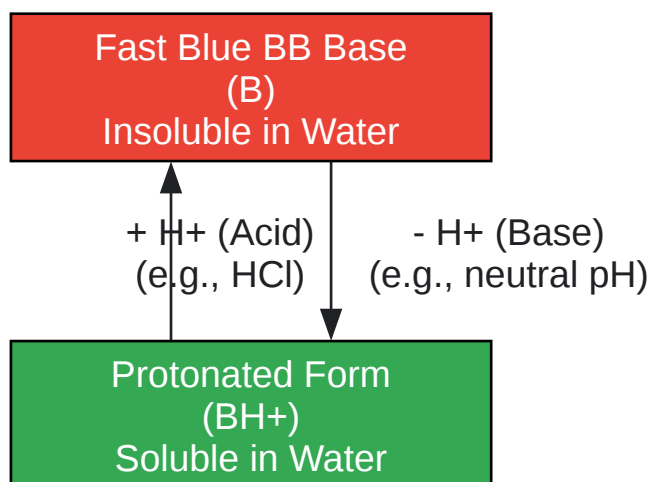 Fast Blue BB Base
(B)
Insoluble in Water
+ H+ (Acid)
(e.g., HCl)
- H+ (Base)
(e.g., neutral pH)
Protonated Form
(BH+)
Soluble in Water